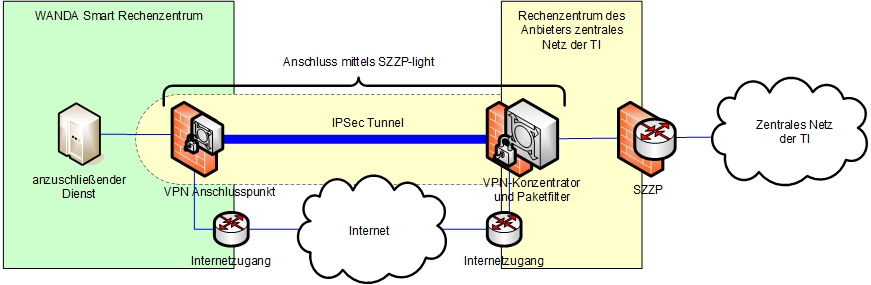 WANDA Smart Rechenzentrum
Rechenzentrum des
Anbieters zentrales
Netz der TI
Anschluss mittels SZZP-light
IPSec Tunnel
Zentrales Netz
der TI
anzuschließender
Dienst
VPN Anschlusspunkt
VPN-Konzentrator
und Paketfilter
SZZP
Internet
Internetzugang
Internetzugang